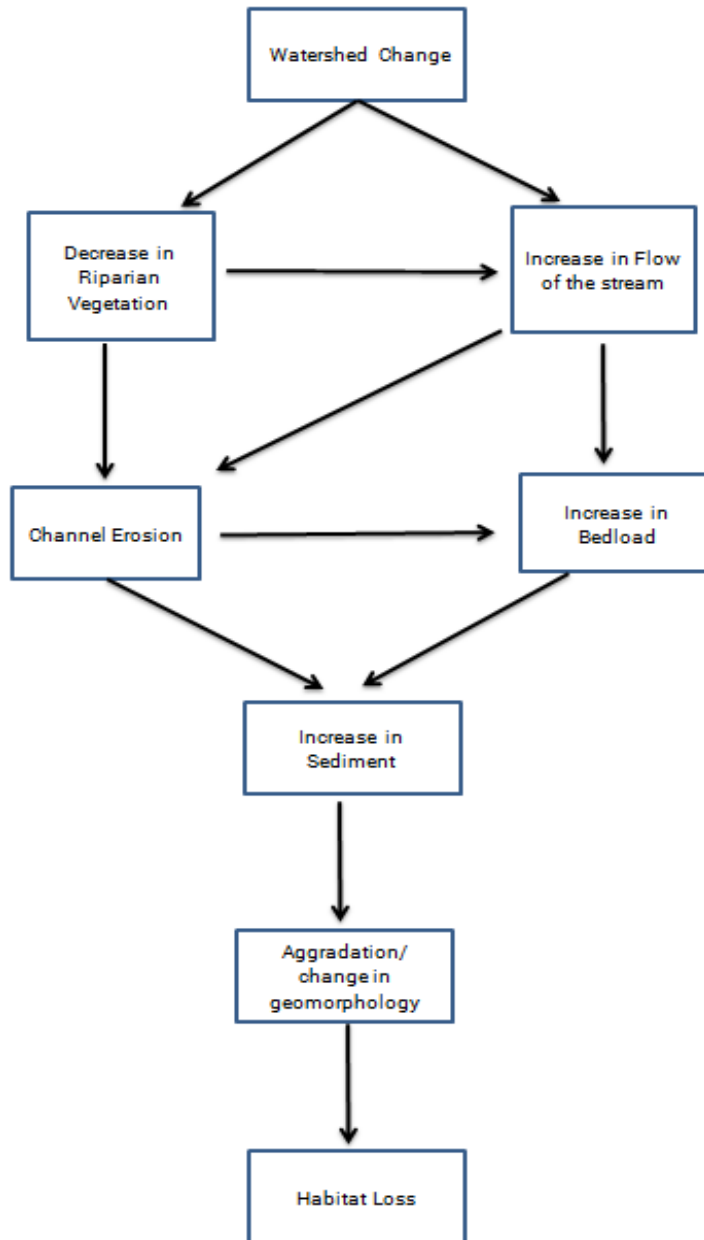 Watershed Change
Decrease in
Riparian
Vegetation
Increase in Flow
of the stream
Channel Erosion
Increase in
Bedload
Increase in
Sediment
Aggradation/
change in
geomorphology
Habitat Loss